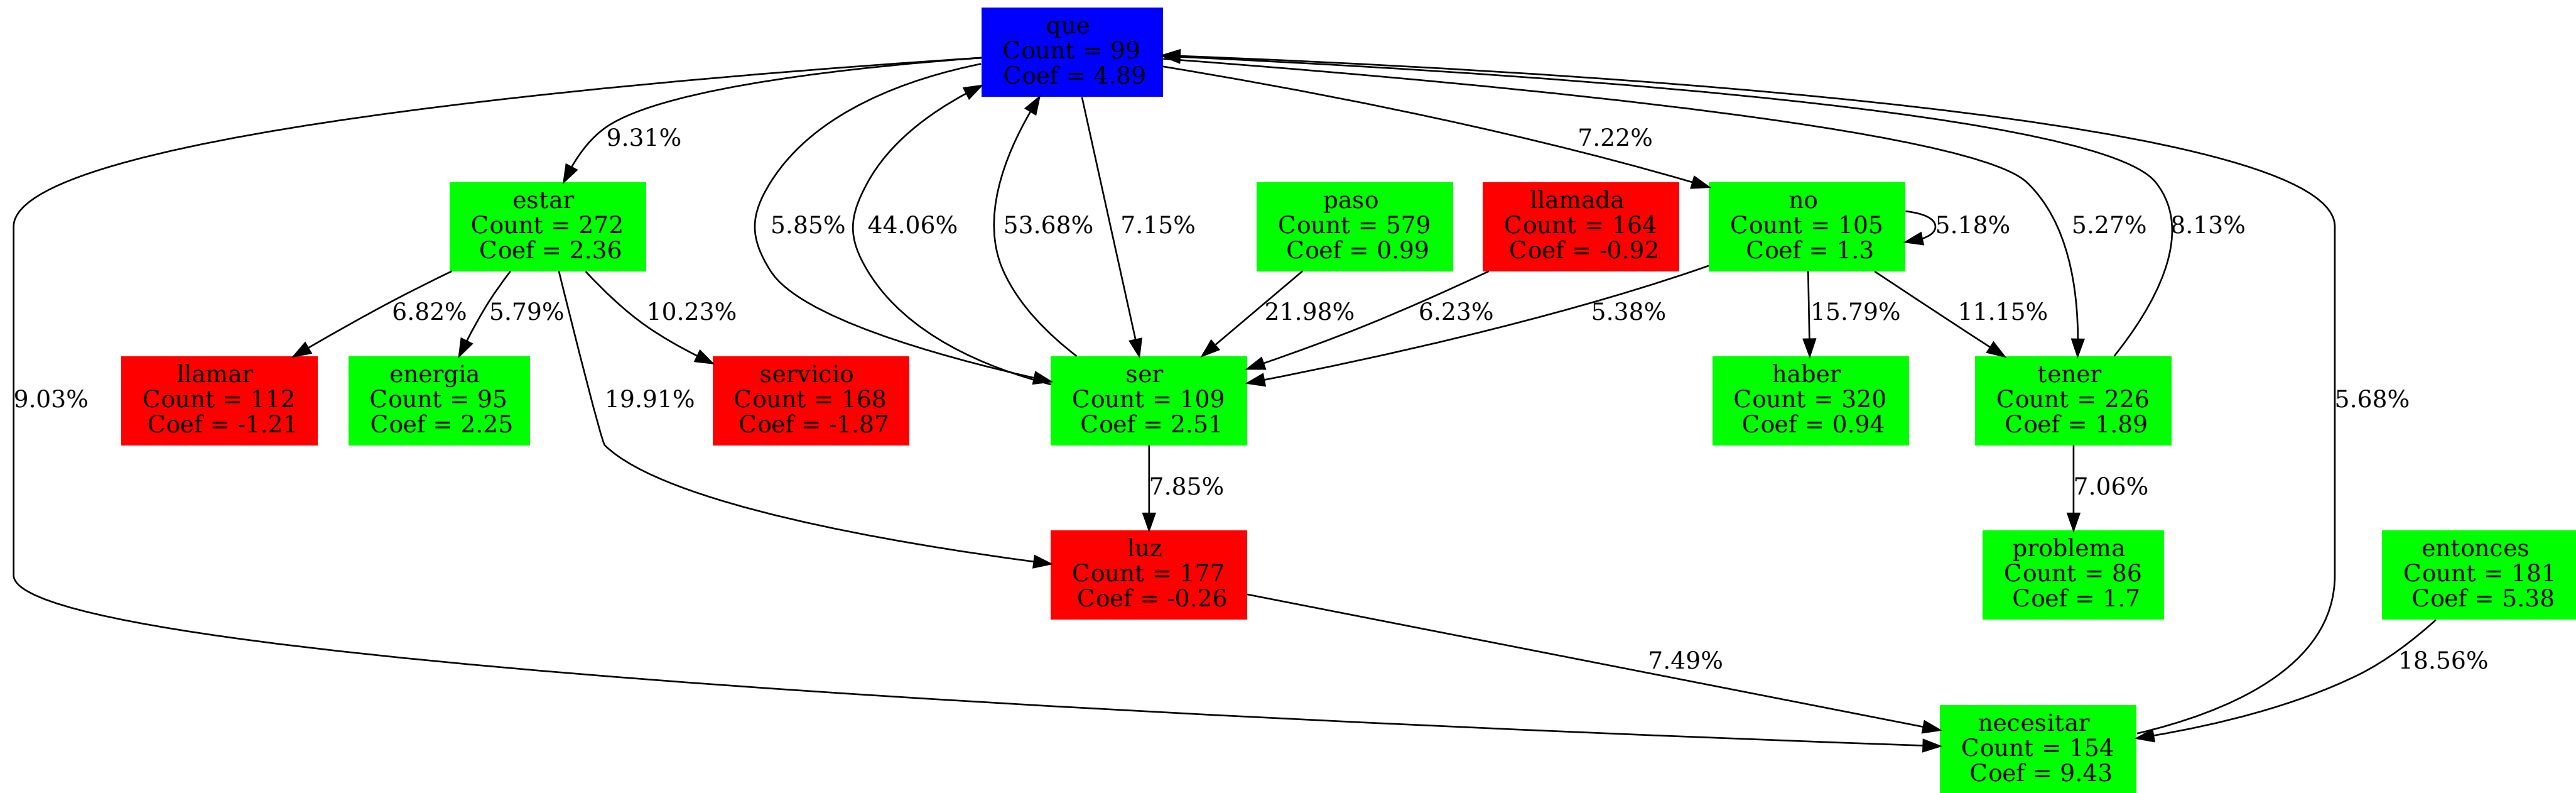 que
Count = 99
Coef = 4.89
9.31%
7.22%
estar
Count = 272
Coef = 2.36
5.85%
44.06%
53.68%
7.15%
paso
Count = 579
Coef = 0.99
llamada
Count = 164
Coef = -0.92
no
Count = 105
Coef = 1.3
5.18%
5.27%
8.13%
6.82%
5.79%
10.23%
21.98%
6.23%
5.38%
15.79%
11.15%
9.03%
llamar
Count = 112
Coef = -1.21
energia
Count = 95
Coef = 2.25
19.91%
servicio
Count = 168
Coef = -1.87
ser
Count = 109
Coef = 2.51
haber
Count = 320
Coef = 0.94
tener
Count = 226
Coef = 1.89
5.68%
7.85%
7.06%
luz
Count = 177
Coef = -0.26
problema
Count = 86
Coef = 1.7
entonces
Count = 181
Coef = 5.38
7.49%
18.56%
necesitar
Count = 154
Coef = 9.43